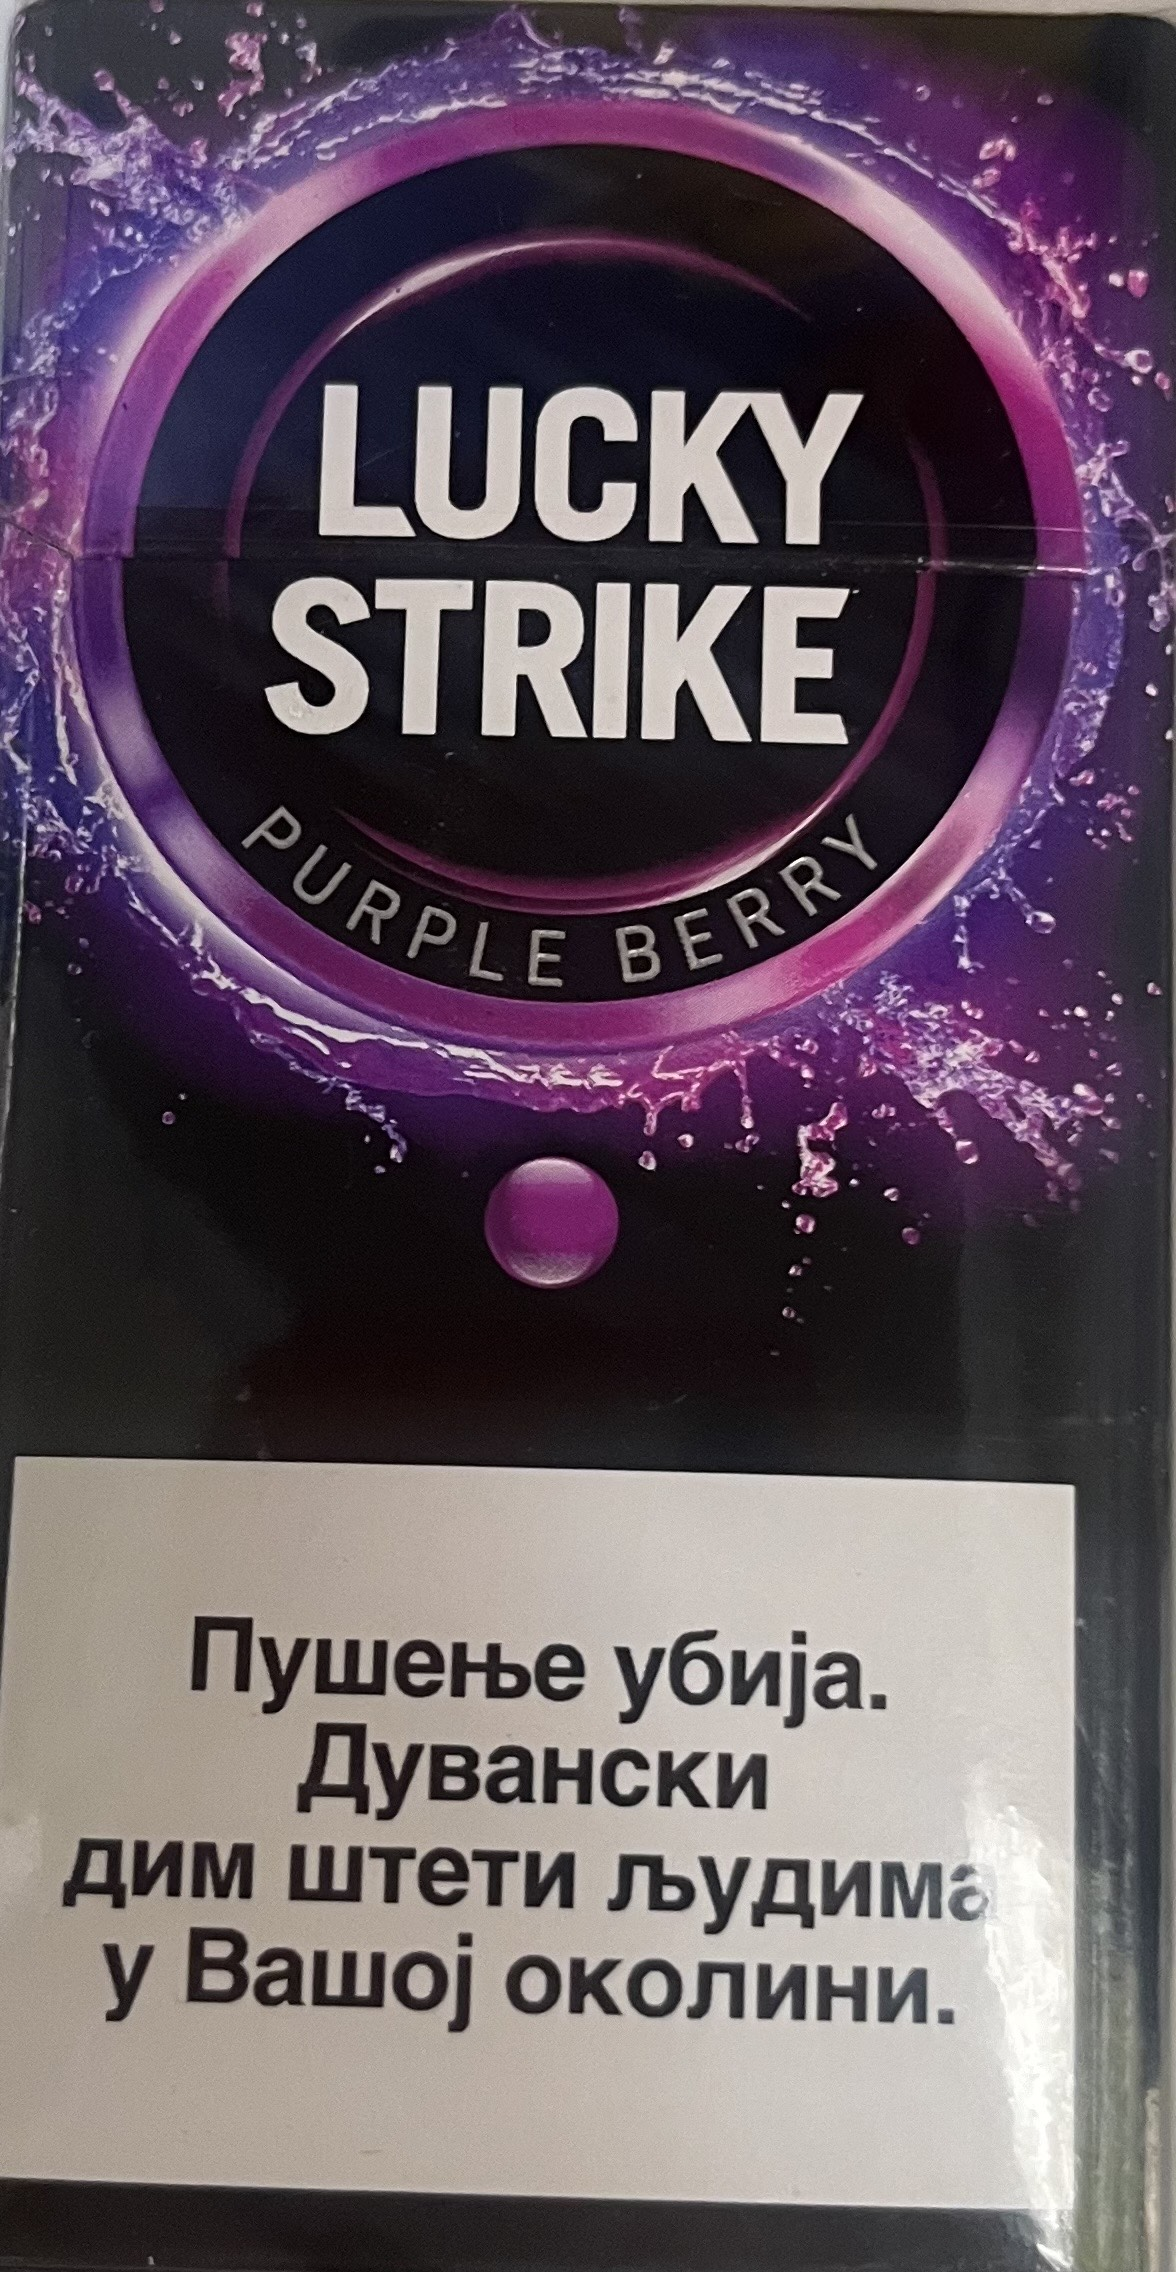 LUCKY
STRIKE
PURPLE BERRY
Пушење убија.
Дувански
дим штети људима
у Вашој околини.